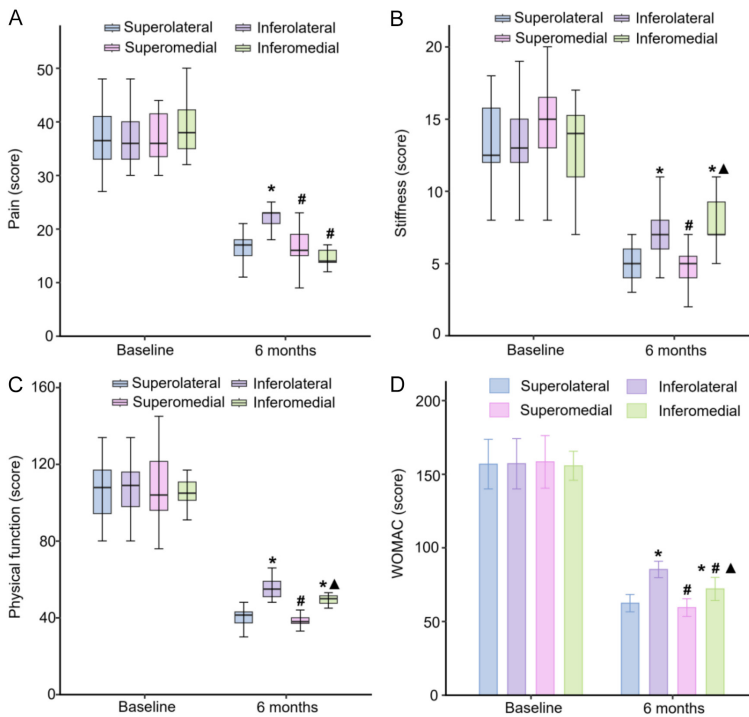 A
Superolateral Inferolateral
Superomedial Inferomedial
Pain (score)
50
40
30
20
10
0
* # #
Baseline 6 months
B
Superolateral Inferolateral
Superomedial Inferomedial
Stiffness (score)
20
15
10
5
0
* # *▲
Baseline 6 months
C
Superolateral Inferolateral
Superomedial Inferomedial
Physical function (score)
160
120
80
40
0
* # *▲
Baseline 6 months
D
Superolateral Inferolateral
Superomedial Inferomedial
WOMAC (score)
200
150
100
50
0
* # * # ▲
Baseline 6 months